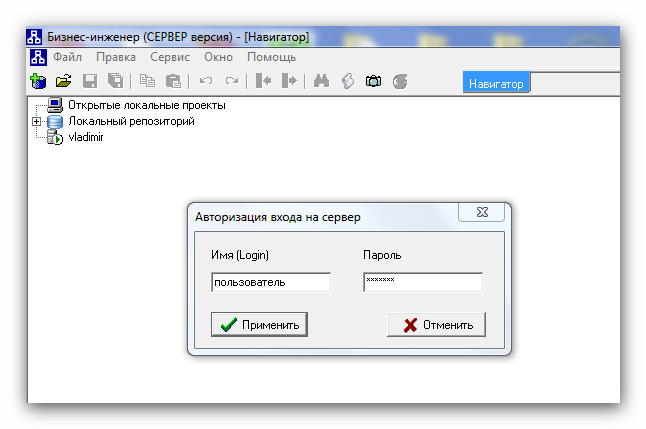 Бизнес-инженер (СЕРВЕР версия) - [Навигатор]
Файл Правка Сервис Окно Помощь
Навигатор
Открытые локальные проекты
Локальный репозиторий
vladimir
Авторизация входа на сервер
Имя (Login) Пароль
пользователь *******
Применить Отменить